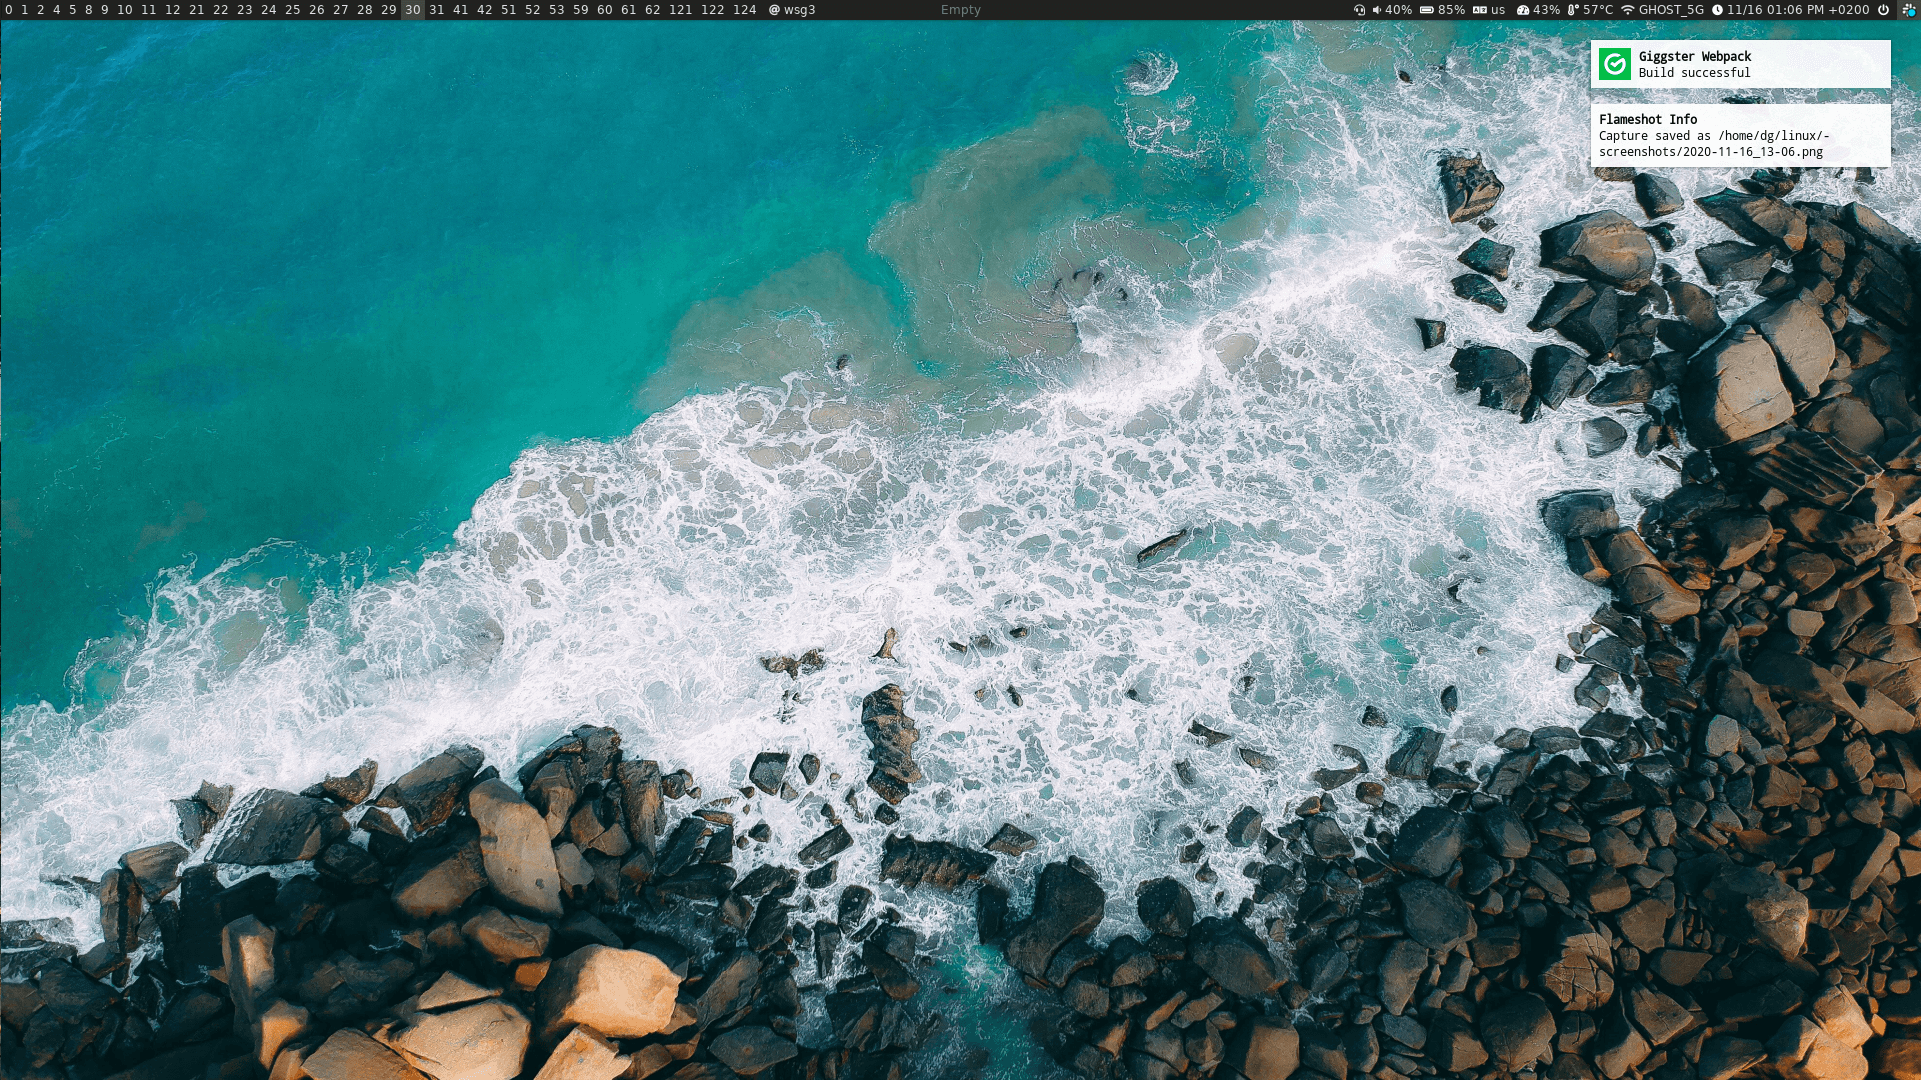 0 1 2 4 5 8 9 10 11 12 21 22 23 24 25 26 27 28 29 30 31 41 42 51 52 53 59 60 61 62 121 122 124 @ wsg3 Empty 40% 85% us 43% 57°C GHOST_5G 11/16 01:06 PM +0200
Giggster Webpack
Build successful
Flameshot Info
Capture saved as /home/dg/linux/-
screenshots/2020-11-16_13-06.png